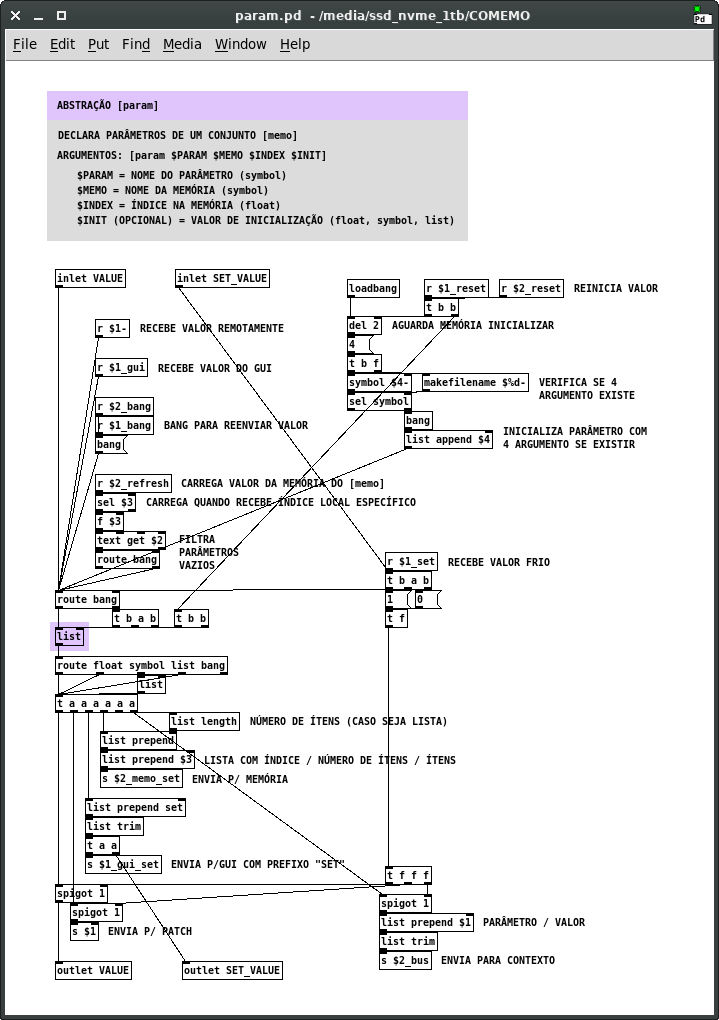 param.pd - /media/ssd_nvme_1tb/COMEMO
Pd
File Edit Put Find Media Window Help
ABSTRAÇÃO [param]
DECLARA PARÂMETROS DE UM CONJUNTO [memo]
ARGUMENTOS: [param $PARAM $MEMO $INDEX $INIT]
$PARAM = NOME DO PARÂMETRO (symbol)
$MEMO = NOME DA MEMÓRIA (symbol)
$INDEX = ÍNDICE NA MEMÓRIA (float)
$INIT (OPCIONAL) = VALOR DE INICIALIZAÇÃO (float, symbol, list)
inlet VALUE
inlet SET_VALUE
loadbang
r $1_reset
r $2_reset
REINICIA VALOR
t b b
del 2
AGUARDA MEMÓRIA INICIALIZAR
4
t b f
symbol $4-
makefilename $%d-
VERIFICA SE 4
ARGUMENTO EXISTE
sel symbol
bang
list append $4
INICIALIZA PARÂMETRO COM
4 ARGUMENTO SE EXISTIR
r $1-
RECEBE VALOR REMOTAMENTE
r $1_gui
RECEBE VALOR DO GUI
r $2_bang
r $1_bang
BANG PARA REENVIAR VALOR
bang
r $2_refresh
CARREGA VALOR DA MEMÓRIA DO [memo]
sel $3
CARREGA QUANDO RECEBE ÍNDICE LOCAL ESPECÍFICO
f $3
text get $2
FILTRA
PARÂMETROS
VAZIOS
route bang
r $1_set
RECEBE VALOR FRIO
t b a b
1
0
t f
route bang
t b a b
t b b
list
route float symbol list bang
list
t a a a a a a
list length
NÚMERO DE ÍTENS (CASO SEJA LISTA)
list prepend
list prepend $3
LISTA COM ÍNDICE / NÚMERO DE ÍTENS / ÍTENS
s $2_memo_set
ENVIA P/ MEMÓRIA
list prepend set
list trim
t a a
s $1_gui_set
ENVIA P/GUI COM PREFIXO "SET"
t f f f
spigot 1
spigot 1
s $1
ENVIA P/ PATCH
spigot 1
list prepend $1
PARÂMETRO / VALOR
list trim
s $2_bus
ENVIA PARA CONTEXTO
outlet VALUE
outlet SET_VALUE